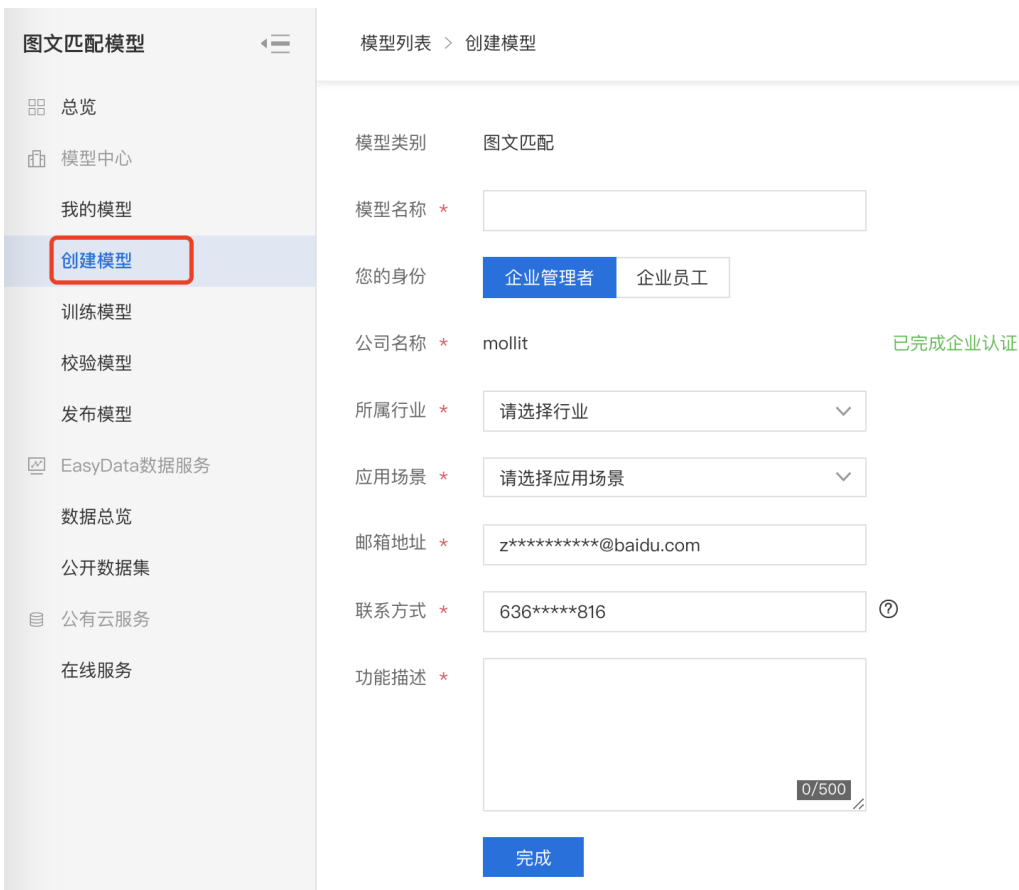 图文匹配模型
总览
模型中心
我的模型
创建模型
训练模型
校验模型
发布模型
EasyData数据服务
数据总览
公开数据集
公有云服务
在线服务
模型列表 > 创建模型
模型类别 图文匹配
模型名称 *
您的身份 企业管理者 企业员工
公司名称 * mollit 已完成企业认证
所属行业 * 请选择行业
应用场景 * 请选择应用场景
邮箱地址 * z**********@baidu.com
联系方式 * 636*****816 ?
功能描述 *
0/500
完成